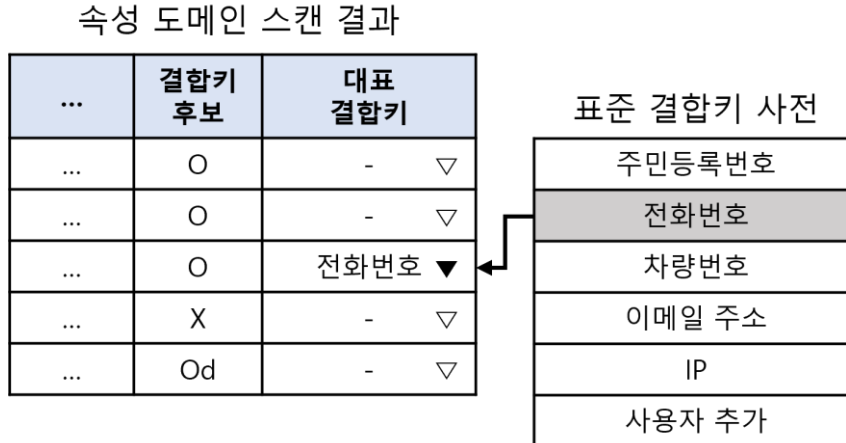 속성 도메인 스캔 결과
... 결합키 후보 대표 결합키
... O - ▽
... O - ▽
... O 전화번호 ▼
... X - ▽
... Od - ▽
표준 결합키 사전
주민등록번호
전화번호
차량번호
이메일 주소
IP
사용자 추가